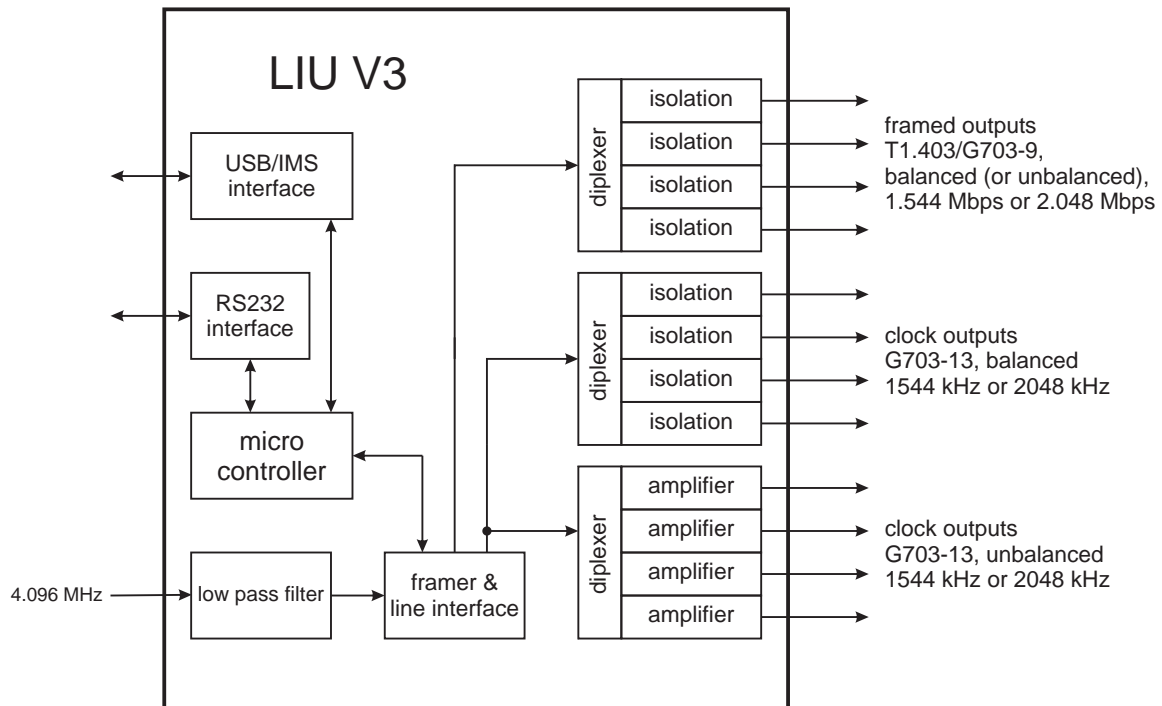 LIU V3
USB/IMS
interface
RS232
interface
micro
controller
4.096 MHz
low pass filter
framer &
line interface
diplexer
isolation
isolation
isolation
isolation
framed outputs
T1.403/G703-9,
balanced (or unbalanced),
1.544 Mbps or 2.048 Mbps
diplexer
isolation
isolation
isolation
isolation
clock outputs
G703-13, balanced
1544 kHz or 2048 kHz
diplexer
amplifier
amplifier
amplifier
amplifier
clock outputs
G703-13, unbalanced
1544 kHz or 2048 kHz